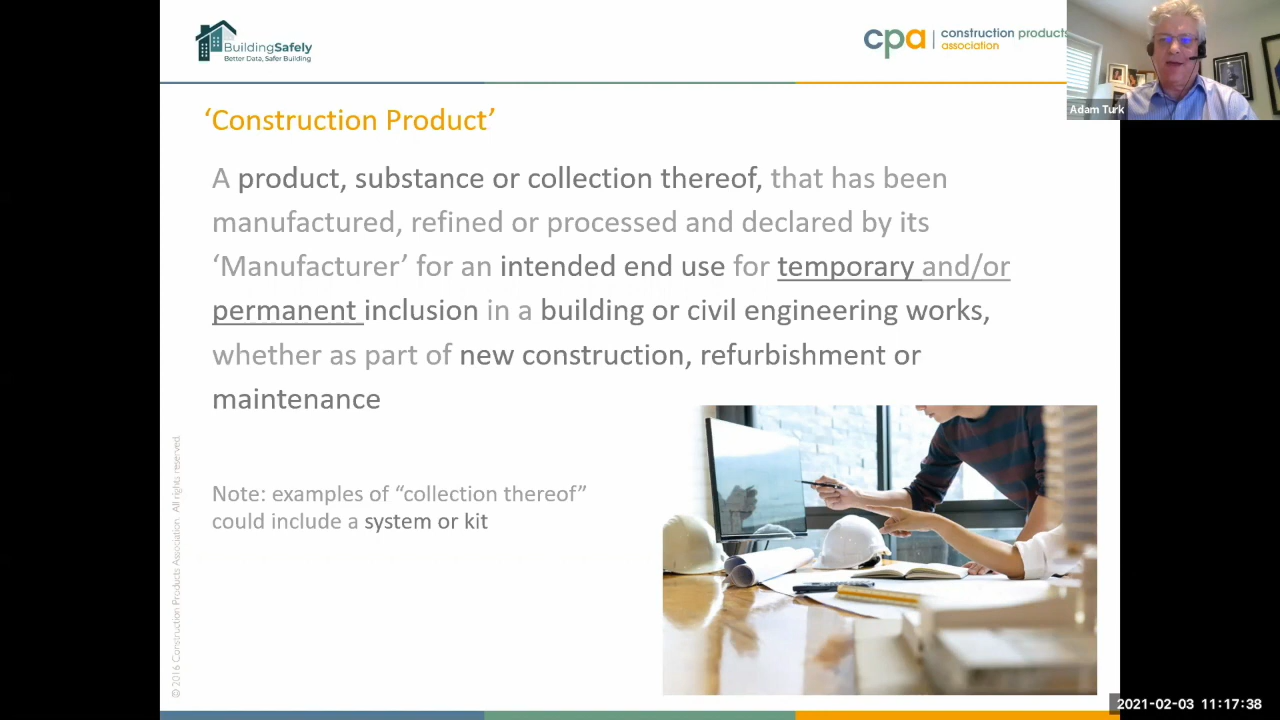 BuildingSafely
Better Data, Safer Building
cpa
construction products
association
Adam Turk
‘Construction Product’
A product, substance or collection thereof, that has been
manufactured, refined or processed and declared by its
‘Manufacturer’ for an intended end use for temporary and/or
permanent inclusion in a building or civil engineering works,
whether as part of new construction, refurbishment or
maintenance
Note: examples of “collection thereof”
could include a system or kit
© 2016 Construction Products Association. All rights reserved.
2021-02-03 11:17:38